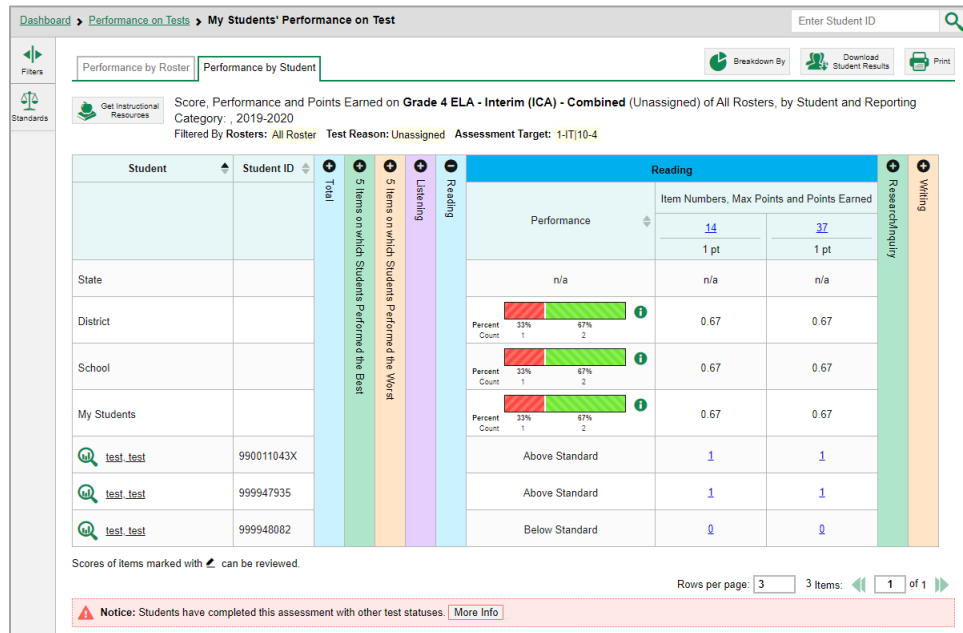 Dashboard > Performance on Tests > My Students' Performance on Test
Enter Student ID
Filters
Standards
Performance by Roster
Performance by Student
Breakdown By
Download
Student Results
Print
Get Instructional
Resources
Score, Performance and Points Earned on Grade 4 ELA - Interim (ICA) - Combined (Unassigned) of All Rosters, by Student and Reporting
Category: , 2019-2020
Filtered By Rosters: All Roster Test Reason: Unassigned Assessment Target: 1-IT|10-4
Student
Student ID
Total
5 Items on which Students Performed the Best
5 Items on which Students Performed the Worst
Listening
Reading
Reading
Research/Inquiry
Writing
Performance
Item Numbers, Max Points and Points Earned
14
37
1 pt
1 pt
State
n/a
n/a
n/a
District
Percent 33% 67%
Count 1 2
0.67
0.67
School
Percent 33% 67%
Count 1 2
0.67
0.67
My Students
Percent 33% 67%
Count 1 2
0.67
0.67
test, test
990011043X
Above Standard
1
1
test, test
999947935
Above Standard
1
1
test, test
999948082
Below Standard
0
0
Scores of items marked with can be reviewed.
Rows per page: 3
3 Items:
1 of 1
Notice: Students have completed this assessment with other test statuses. More Info